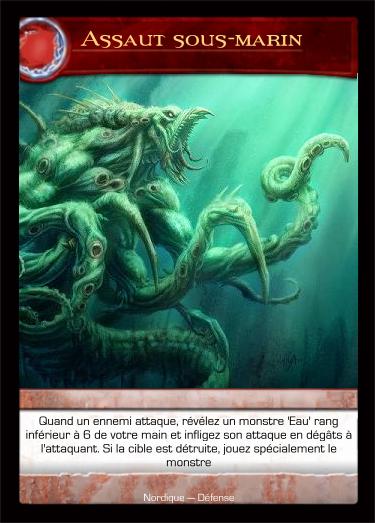 Assaut sous-marin
Quand un ennemi attaque, révélez un monstre 'Eau' rang
inférieur à 6 de votre main et infligez son attaque en dégâts à
l'attaquant. Si la cible est détruite, jouez spécialement le
monstre
Nordique — Défense